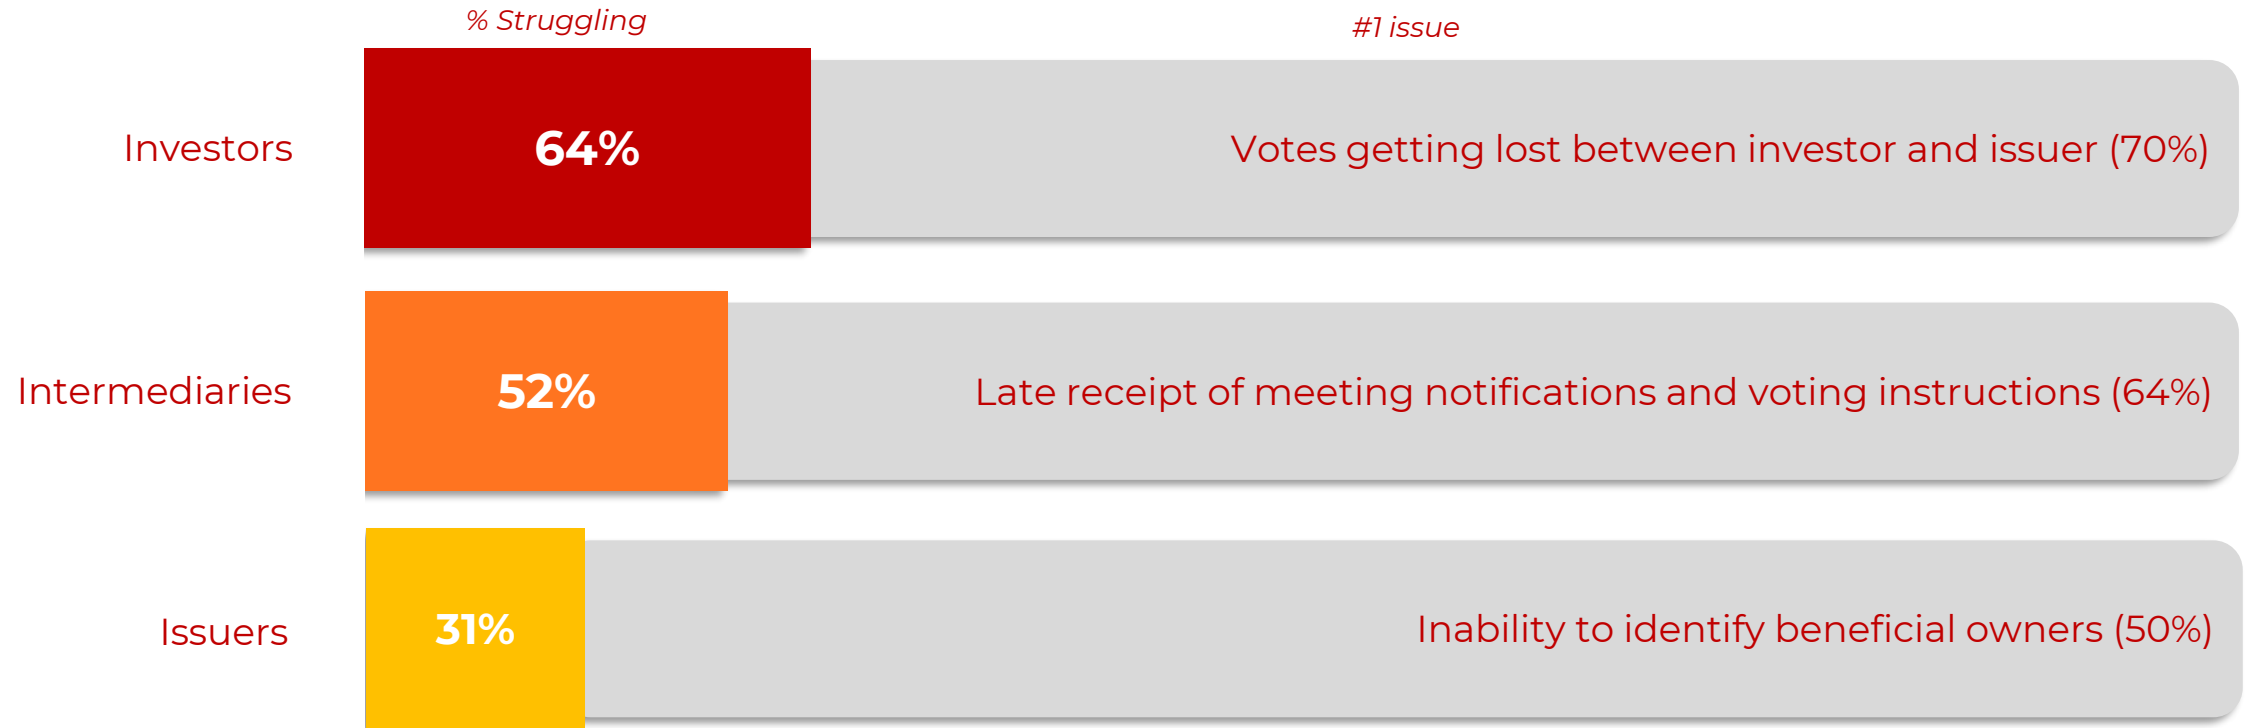 % Struggling
#1 issue
Investors
64%
Votes getting lost between investor and issuer (70%)
Intermediaries
52%
Late receipt of meeting notifications and voting instructions (64%)
Issuers
31%
Inability to identify beneficial owners (50%)